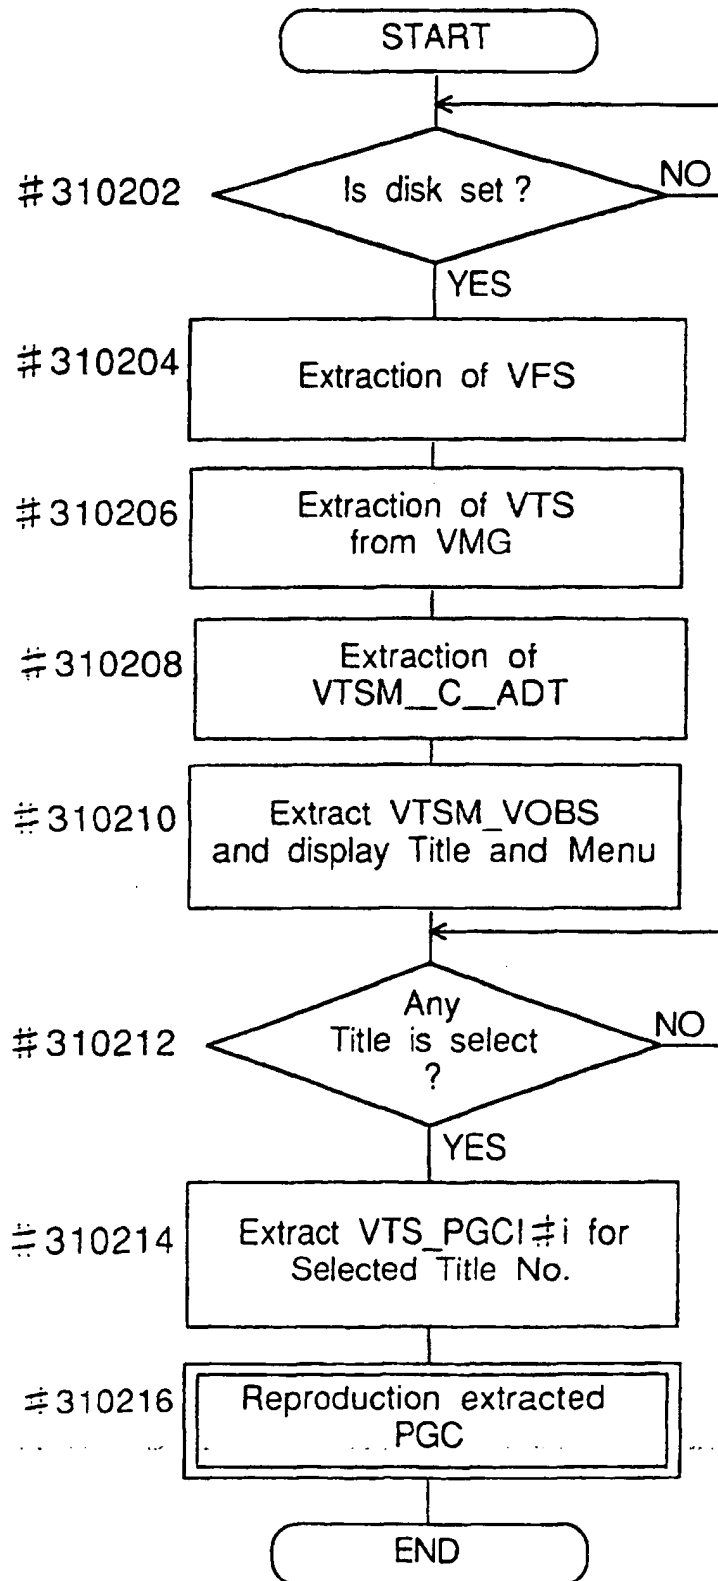 START
#310202
Is disk set ?
NO
YES
#310204
Extraction of VFS
#310206
Extraction of VTS
from VMG
#310208
Extraction of
VTSM__C__ADT
#310210
Extract VTSM_VOBS
and display Title and Menu
#310212
Any
Title is select
?
NO
YES
#310214
Extract VTS_PGCI#i for
Selected Title No.
#310216
Reproduction extracted
PGC
END